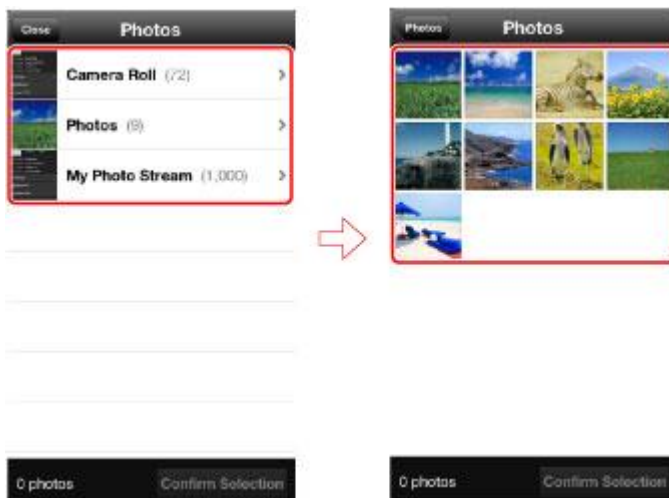 Close Photos
Camera Roll (72)
Photos (9)
My Photo Stream (1,000)
0 photos Confirm Selection
Photos Photos
0 photos Confirm Selection